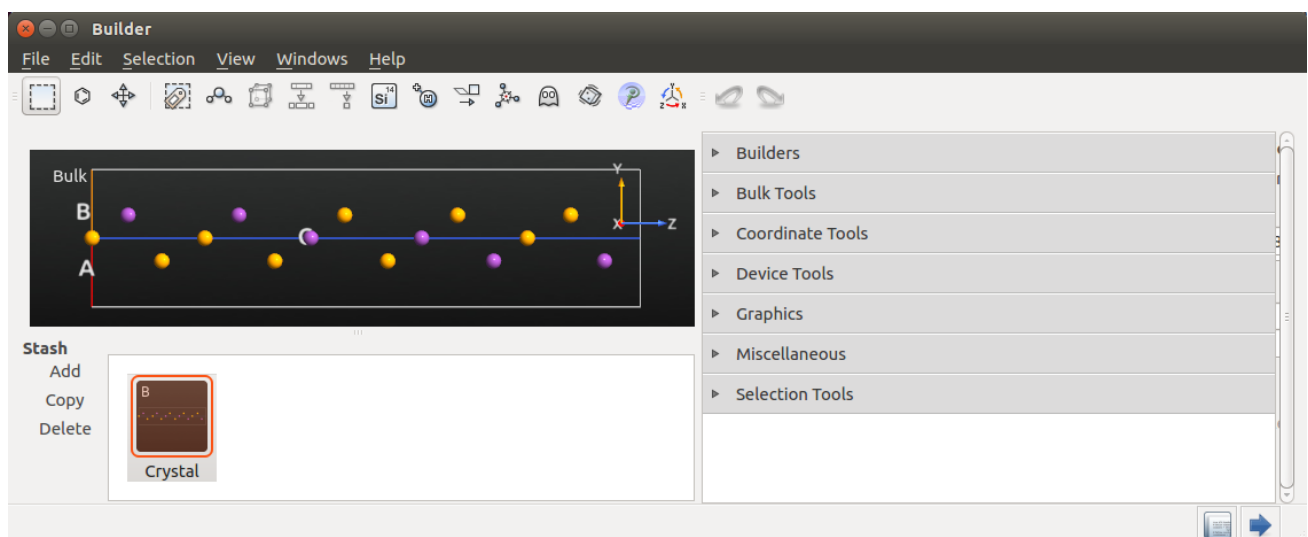 Builder
File Edit Selection View Windows Help
Si 14
H
P
Y
Z X
Bulk
B
C
A
Y
X Z
Builders
Bulk Tools
Coordinate Tools
Device Tools
Graphics
Miscellaneous
Selection Tools
Stash
Add
Copy
Delete
B
Crystal